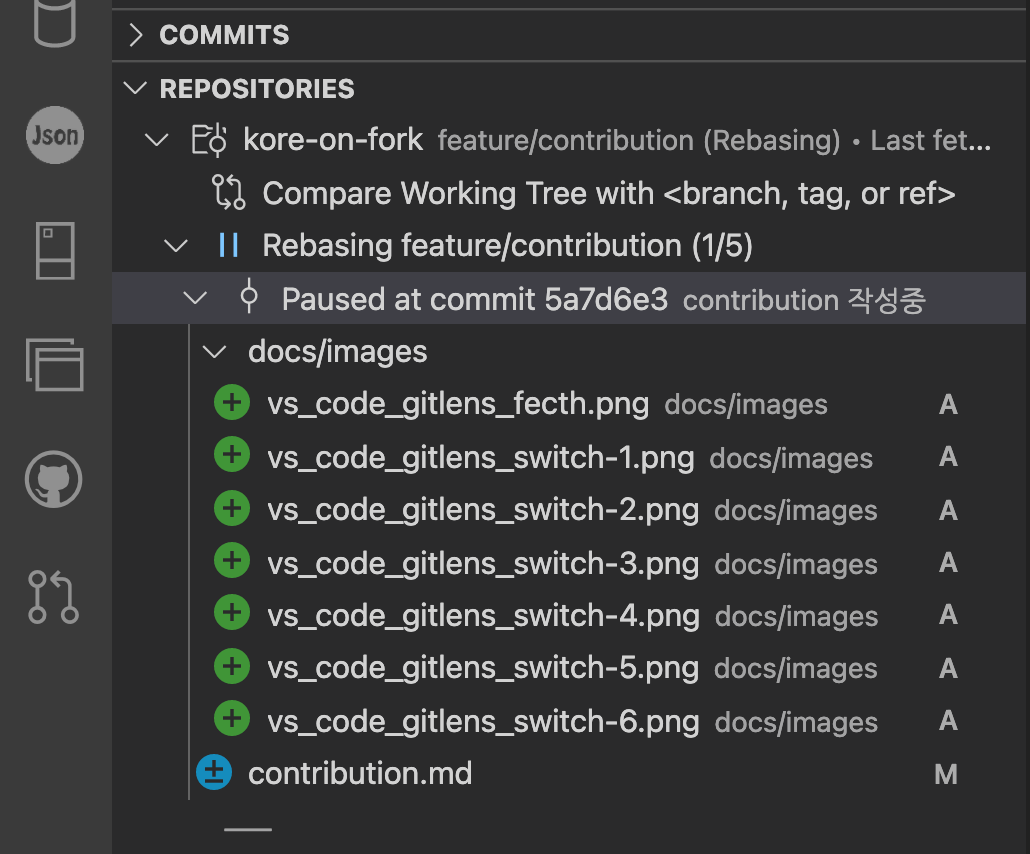 COMMITS
REPOSITORIES
Json
kore-on-fork feature/contribution (Rebasing) • Last fet...
Compare Working Tree with <branch, tag, or ref>
Rebasing feature/contribution (1/5)
Paused at commit 5a7d6e3 contribution 작성중
docs/images
vs_code_gitlens_fecth.png docs/images A
vs_code_gitlens_switch-1.png docs/images A
vs_code_gitlens_switch-2.png docs/images A
vs_code_gitlens_switch-3.png docs/images A
vs_code_gitlens_switch-4.png docs/images A
vs_code_gitlens_switch-5.png docs/images A
vs_code_gitlens_switch-6.png docs/images A
contribution.md M